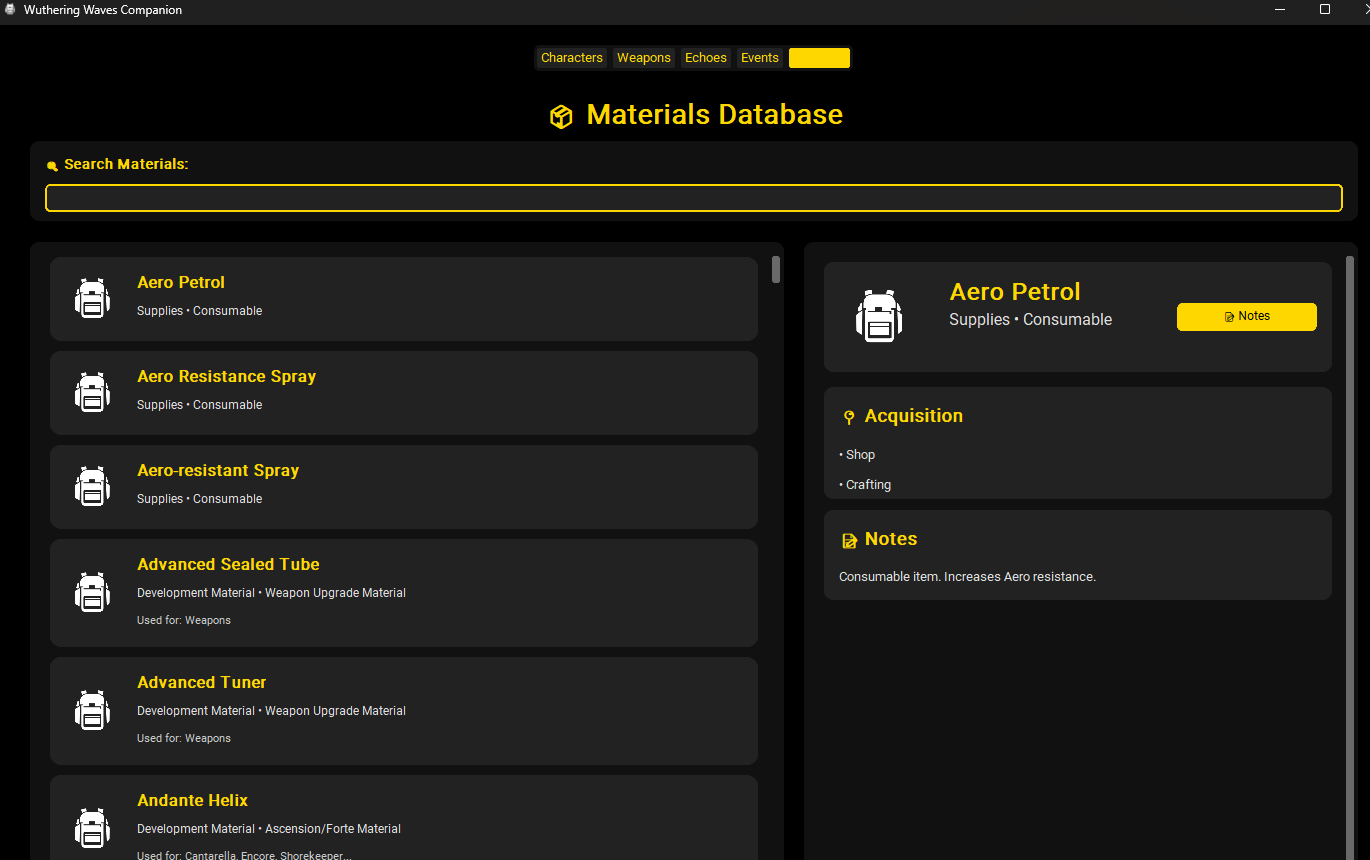 Wuthering Waves Companion
Characters Weapons Echoes Events
Materials Database
Search Materials:
Aero Petrol
Supplies • Consumable
Aero Resistance Spray
Supplies • Consumable
Aero-resistant Spray
Supplies • Consumable
Advanced Sealed Tube
Development Material • Weapon Upgrade Material
Used for: Weapons
Advanced Tuner
Development Material • Weapon Upgrade Material
Used for: Weapons
Andante Helix
Development Material • Ascension/Forte Material
Used for: Cantarella, Encore, Shorekeeper...
Aero Petrol
Supplies • Consumable
Notes
Acquisition
• Shop
• Crafting
Notes
Consumable item. Increases Aero resistance.